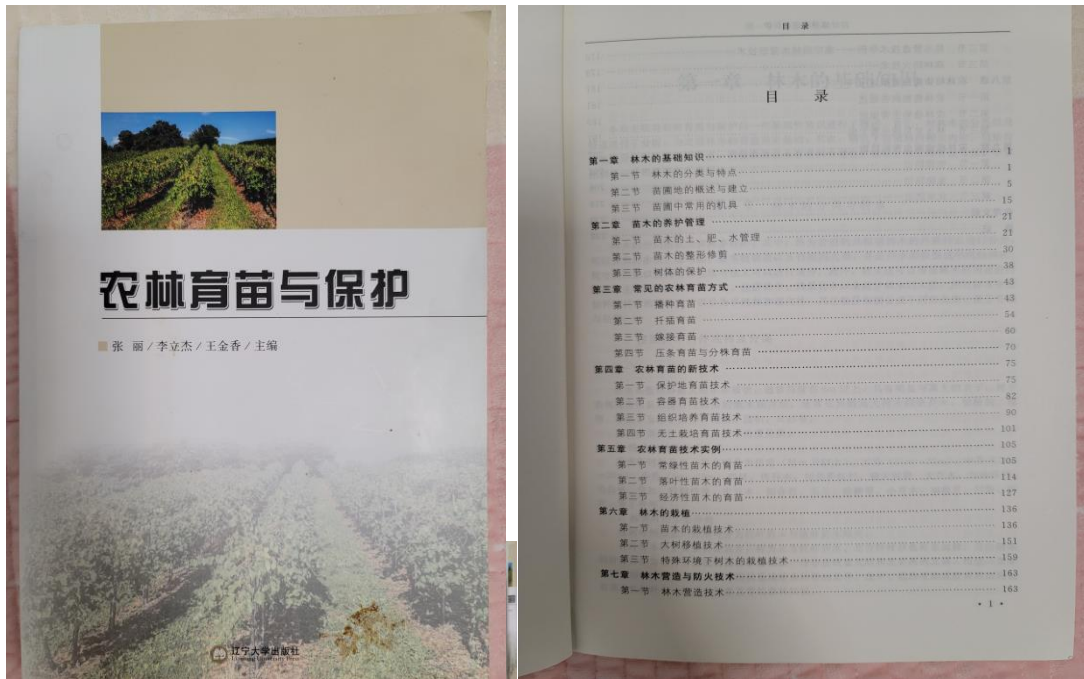 农林育苗与保护
张 丽/李立杰/王金香/主编
辽宁大学出版社
Liaoning University Press
目 录
目 录
第一章 林木的基础知识 1
第一节 林木的分类与特点 1
第二节 苗圃地的概述与建立 5
第三节 苗圃中常用的机具 15
第二章 苗木的养护管理 21
第一节 苗木的土、肥、水管理 21
第二节 苗木的整形修剪 30
第三节 树体的保护 38
第三章 常见的农林育苗方式 43
第一节 播种育苗 43
第二节 扦插育苗 54
第三节 嫁接育苗 60
第四节 压条育苗与分株育苗 70
第四章 农林育苗的新技术 75
第一节 保护地育苗技术 75
第二节 容器育苗技术 82
第三节 组织培养育苗技术 90
第四节 无土栽培育苗技术 101
第五章 农林育苗技术实例 105
第一节 常绿性苗木的育苗 105
第二节 落叶性苗木的育苗 114
第三节 经济性苗木的育苗 127
第六章 林木的栽植 136
第一节 苗木的栽植技术 136
第二节 大树移植技术 151
第三节 特殊环境下树木的栽植技术 159
第七章 林木营造与防火技术 163
第一节 林木营造技术 163
· 1 ·